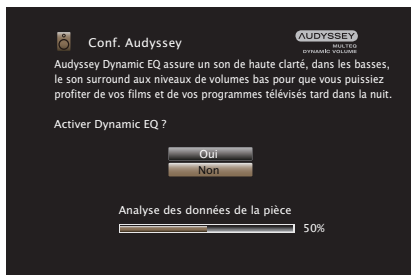 Conf. Audyssey
AUDYSSEY
MULTEQ
DYNAMIC VOLUME
Audyssey Dynamic EQ assure un son de haute clarté, dans les basses,
le son surround aux niveaux de volumes bas pour que vous puissiez
profiter de vos films et de vos programmes télévisés tard dans la nuit.
Activer Dynamic EQ ?
Oui
Non
Analyse des données de la pièce
50%